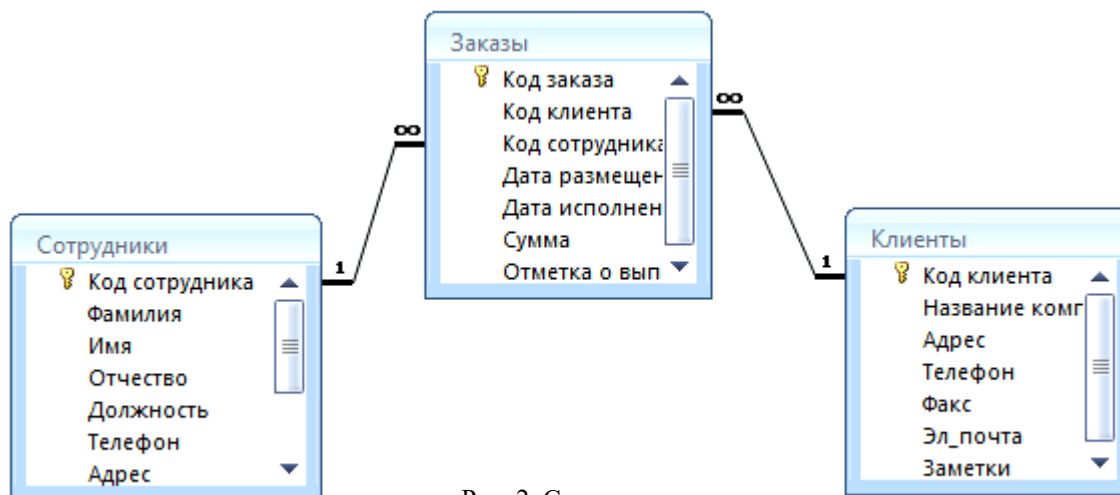 Заказы
Код заказа
Код клиента
Код сотрудника
Дата размещен
Дата исполнен
Сумма
Отметка о вып
∞
∞
Сотрудники
Код сотрудника
Фамилия
Имя
Отчество
Должность
Телефон
Адрес
1
Клиенты
Код клиента
Название комп
Адрес
Телефон
Факс
Эл_почта
Заметки
1